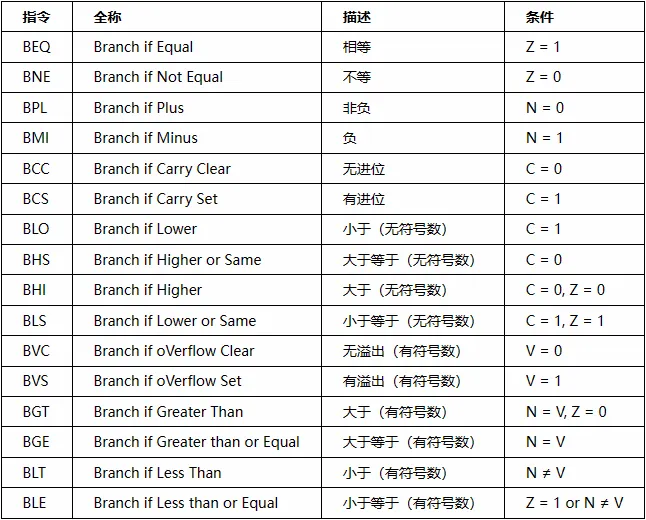 指令 全称 描述 条件
BEQ Branch if Equal 相等 Z = 1
BNE Branch if Not Equal 不等 Z = 0
BPL Branch if Plus 非负 N = 0
BMI Branch if Minus 负 N = 1
BCC Branch if Carry Clear 无进位 C = 0
BCS Branch if Carry Set 有进位 C = 1
BLO Branch if Lower 小于（无符号数） C = 1
BHS Branch if Higher or Same 大于等于（无符号数） C = 0
BHI Branch if Higher 大于（无符号数） C = 0, Z = 0
BLS Branch if Lower or Same 小于等于（无符号数） C = 1, Z = 1
BVC Branch if oVerflow Clear 无溢出（有符号数） V = 0
BVS Branch if oVerflow Set 有溢出（有符号数） V = 1
BGT Branch if Greater Than 大于（有符号数） N = V, Z = 0
BGE Branch if Greater than or Equal 大于等于（有符号数） N = V
BLT Branch if Less Than 小于（有符号数） N ≠ V
BLE Branch if Less than or Equal 小于等于（有符号数） Z = 1 or N ≠ V